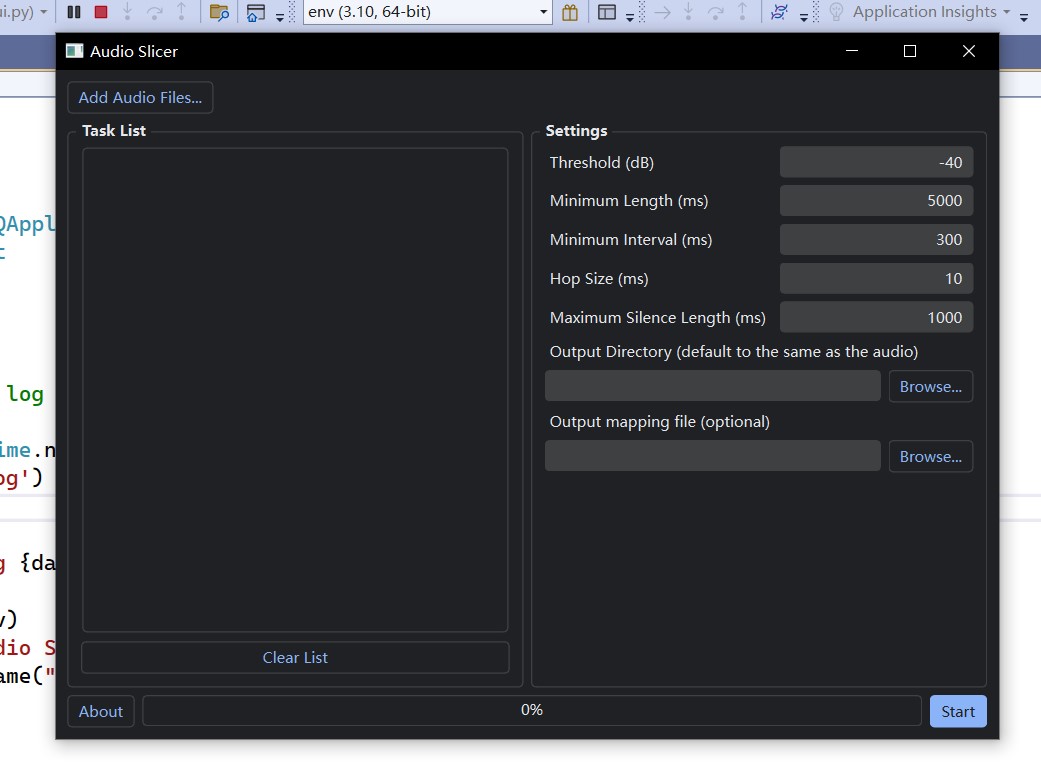 ui.py)
env (3.10, 64-bit)
Application Insights
Audio Slicer
Add Audio Files...
Task List
Clear List
Settings
Threshold (dB) -40
Minimum Length (ms) 5000
Minimum Interval (ms) 300
Hop Size (ms) 10
Maximum Silence Length (ms) 1000
Output Directory (default to the same as the audio)
Browse...
Output mapping file (optional)
Browse...
About
0%
Start
QAppl
t
log
ime.n
og')
g {da
v)
dio S
ame("